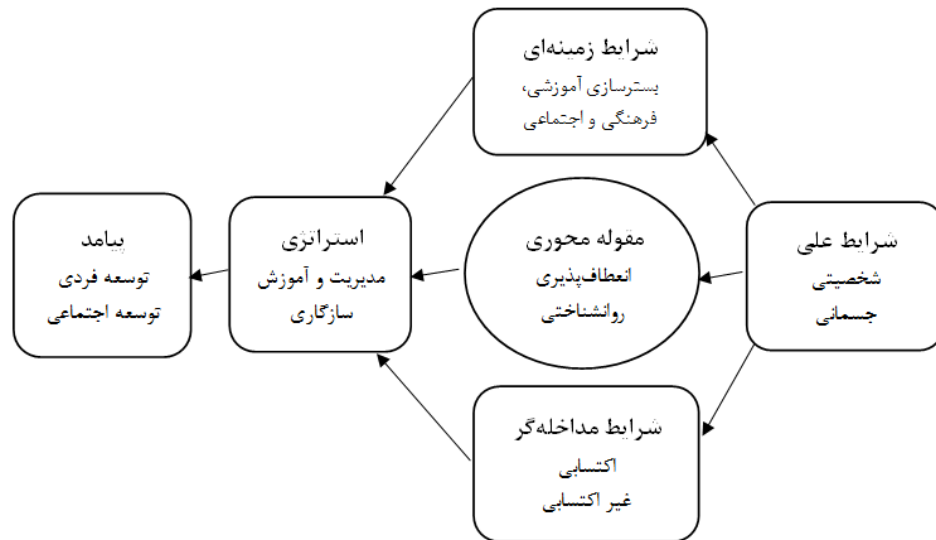 شرایط زمینه‌ای
بسترسازی آموزشی،
فرهنگی و اجتماعی
شرایط علی
شخصیتی
جسمانی
مقوله محوری
انعطاف‌پذیری
روانشناختی
استراتژی
مدیریت و آموزش
سازگاری
پیامد
توسعه فردی
توسعه اجتماعی
شرایط مداخله‌گر
اکتسابی
غیر اکتسابی